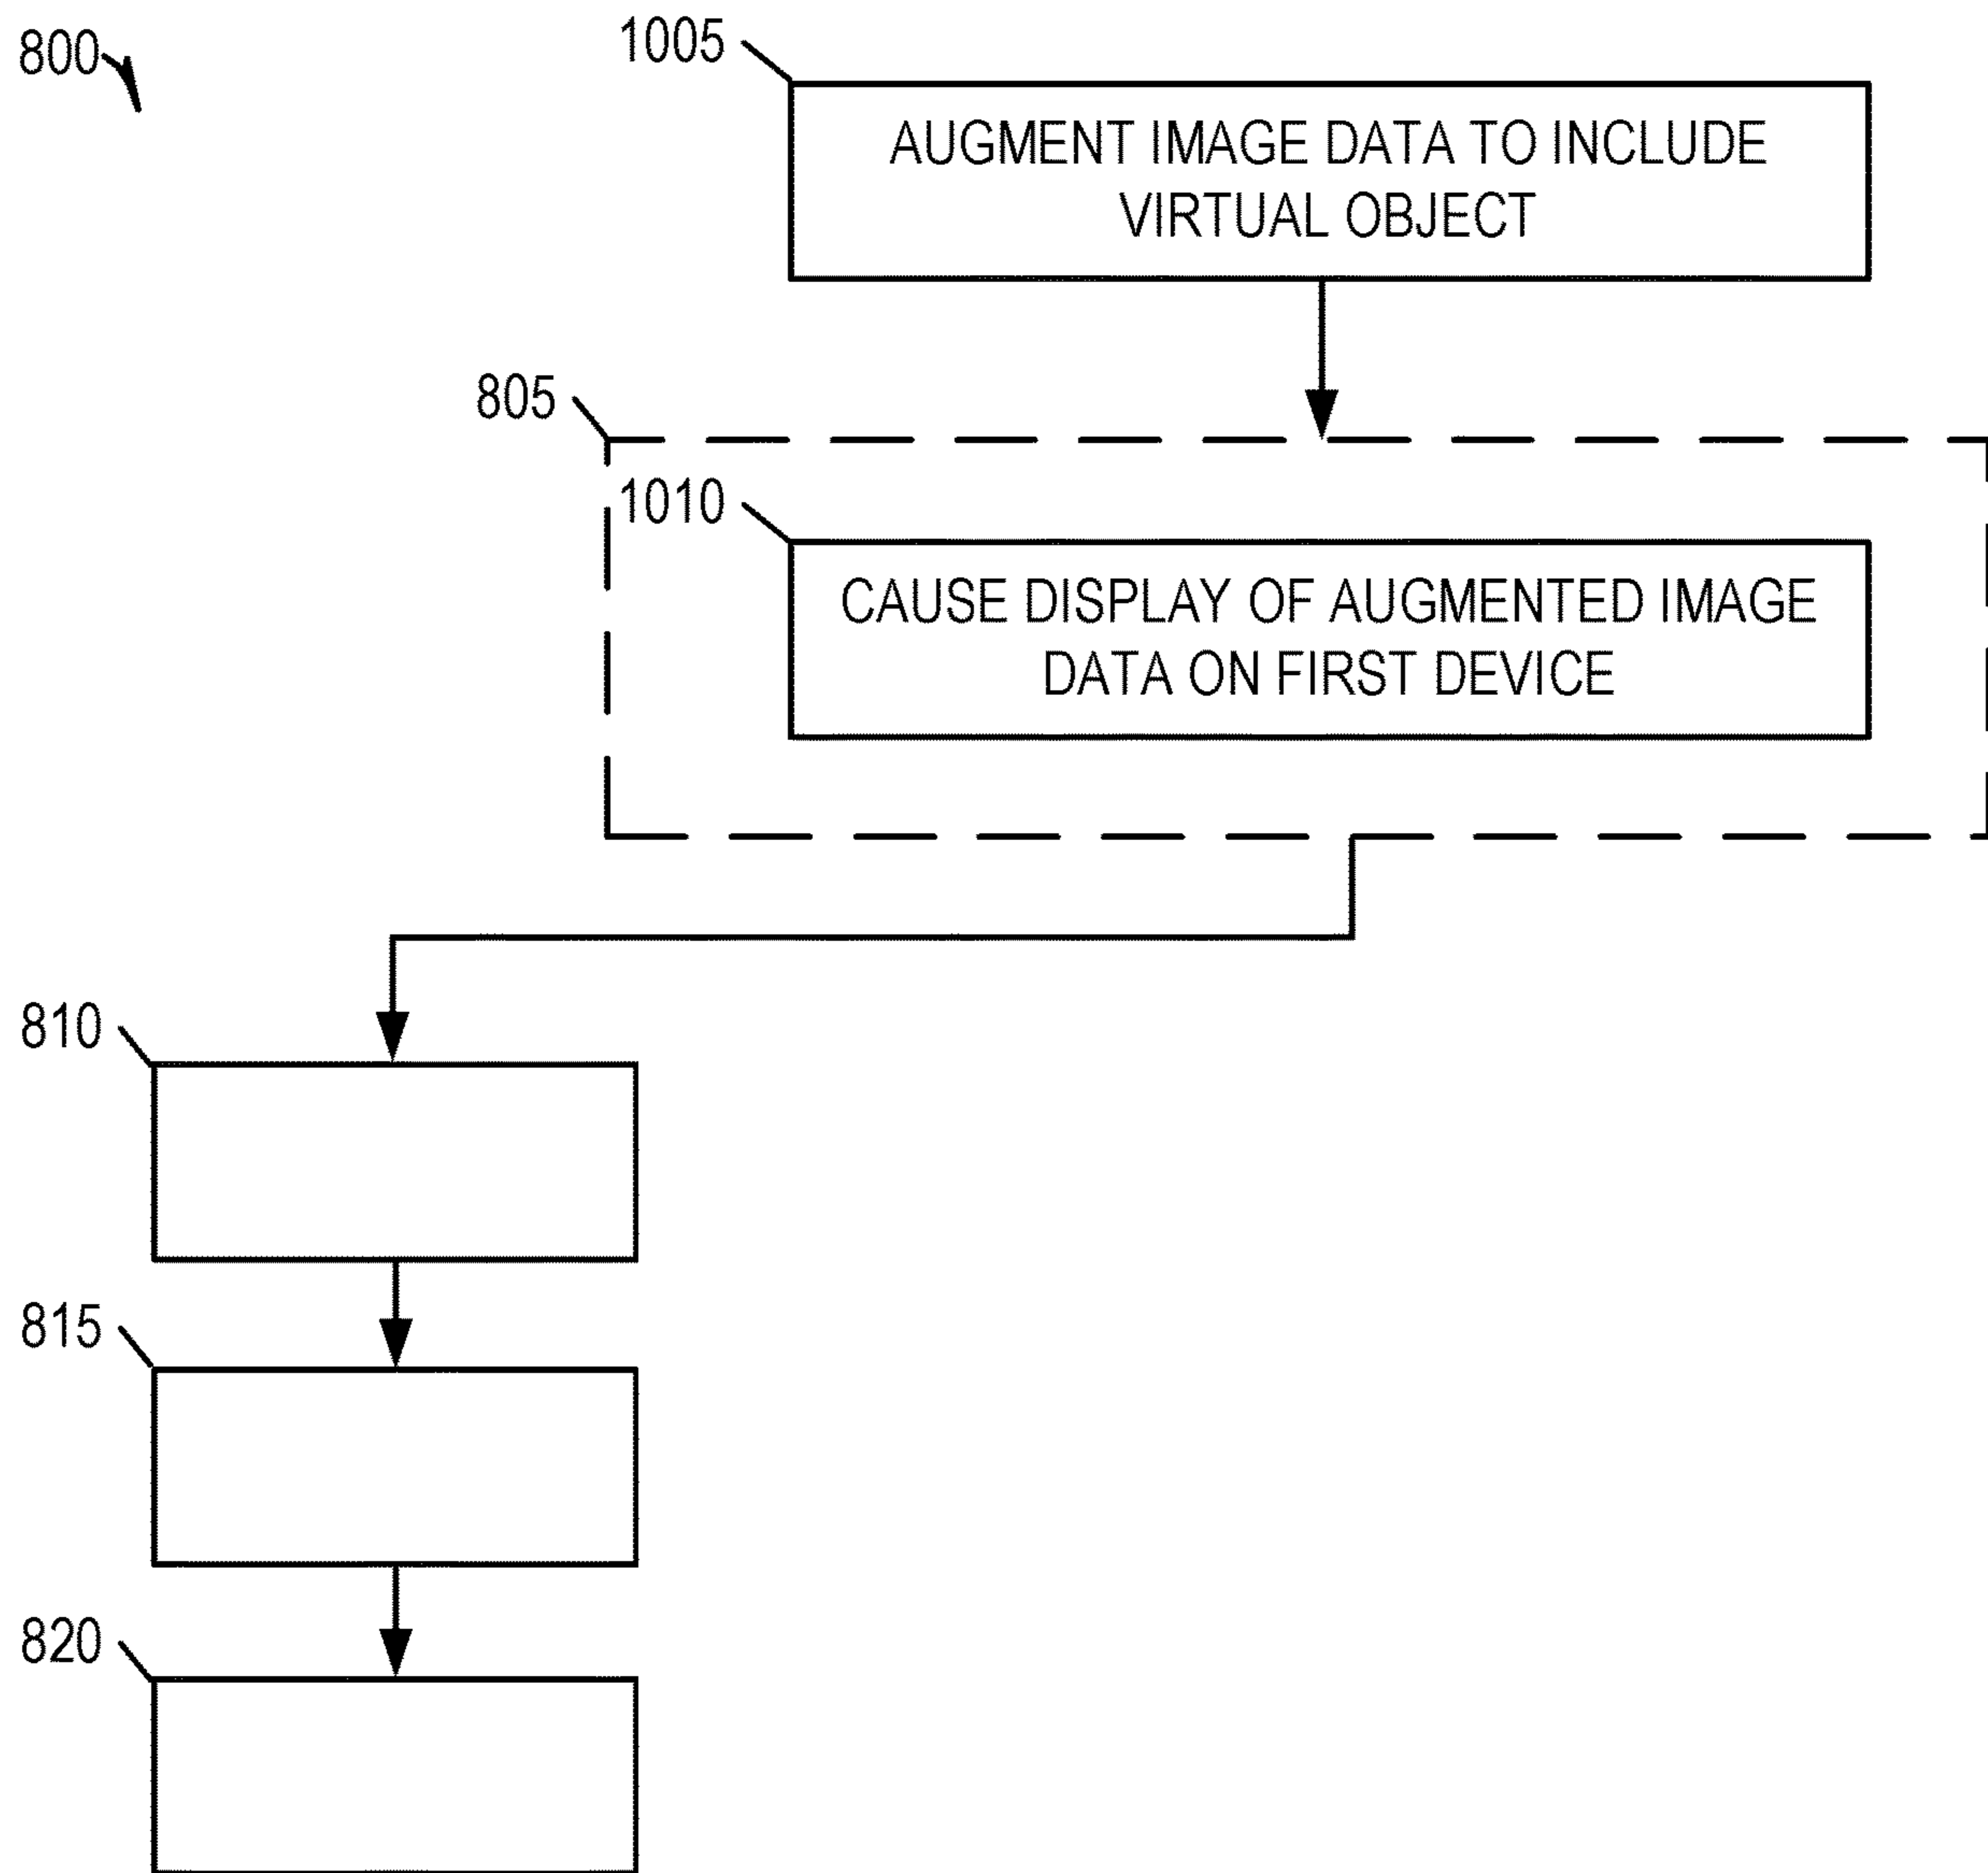 800
1005
AUGMENT IMAGE DATA TO INCLUDE
VIRTUAL OBJECT
805
1010
CAUSE DISPLAY OF AUGMENTED IMAGE
DATA ON FIRST DEVICE
810
815
820